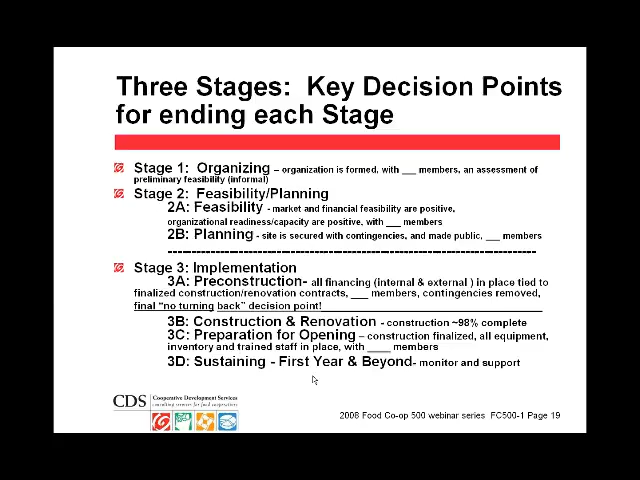 Three Stages:  Key Decision Points
for ending each Stage
Stage 1:  Organizing – organization is formed, with ___ members, an assessment of
preliminary feasibility (informal)
Stage 2:  Feasibility/Planning
2A: Feasibility - market and financial feasibility are positive,
organizational readiness/capacity are positive, with ___ members
2B: Planning - site is secured with contingencies, and made public, ___ members
Stage 3: Implementation
3A: Preconstruction- all financing (internal & external ) in place tied to
finalized construction/renovation contracts, ___ members, contingencies removed,
final “no turning back” decision point!
3B: Construction & Renovation - construction ~98% complete
3C: Preparation for Opening – construction finalized, all equipment,
inventory and trained staff in place, with ____ members
3D: Sustaining - First Year & Beyond- monitor and support
CDS Cooperative Development Services
consulting services for food cooperatives
2008 Food Co-op 500 webinar series  FC500-1 Page 19